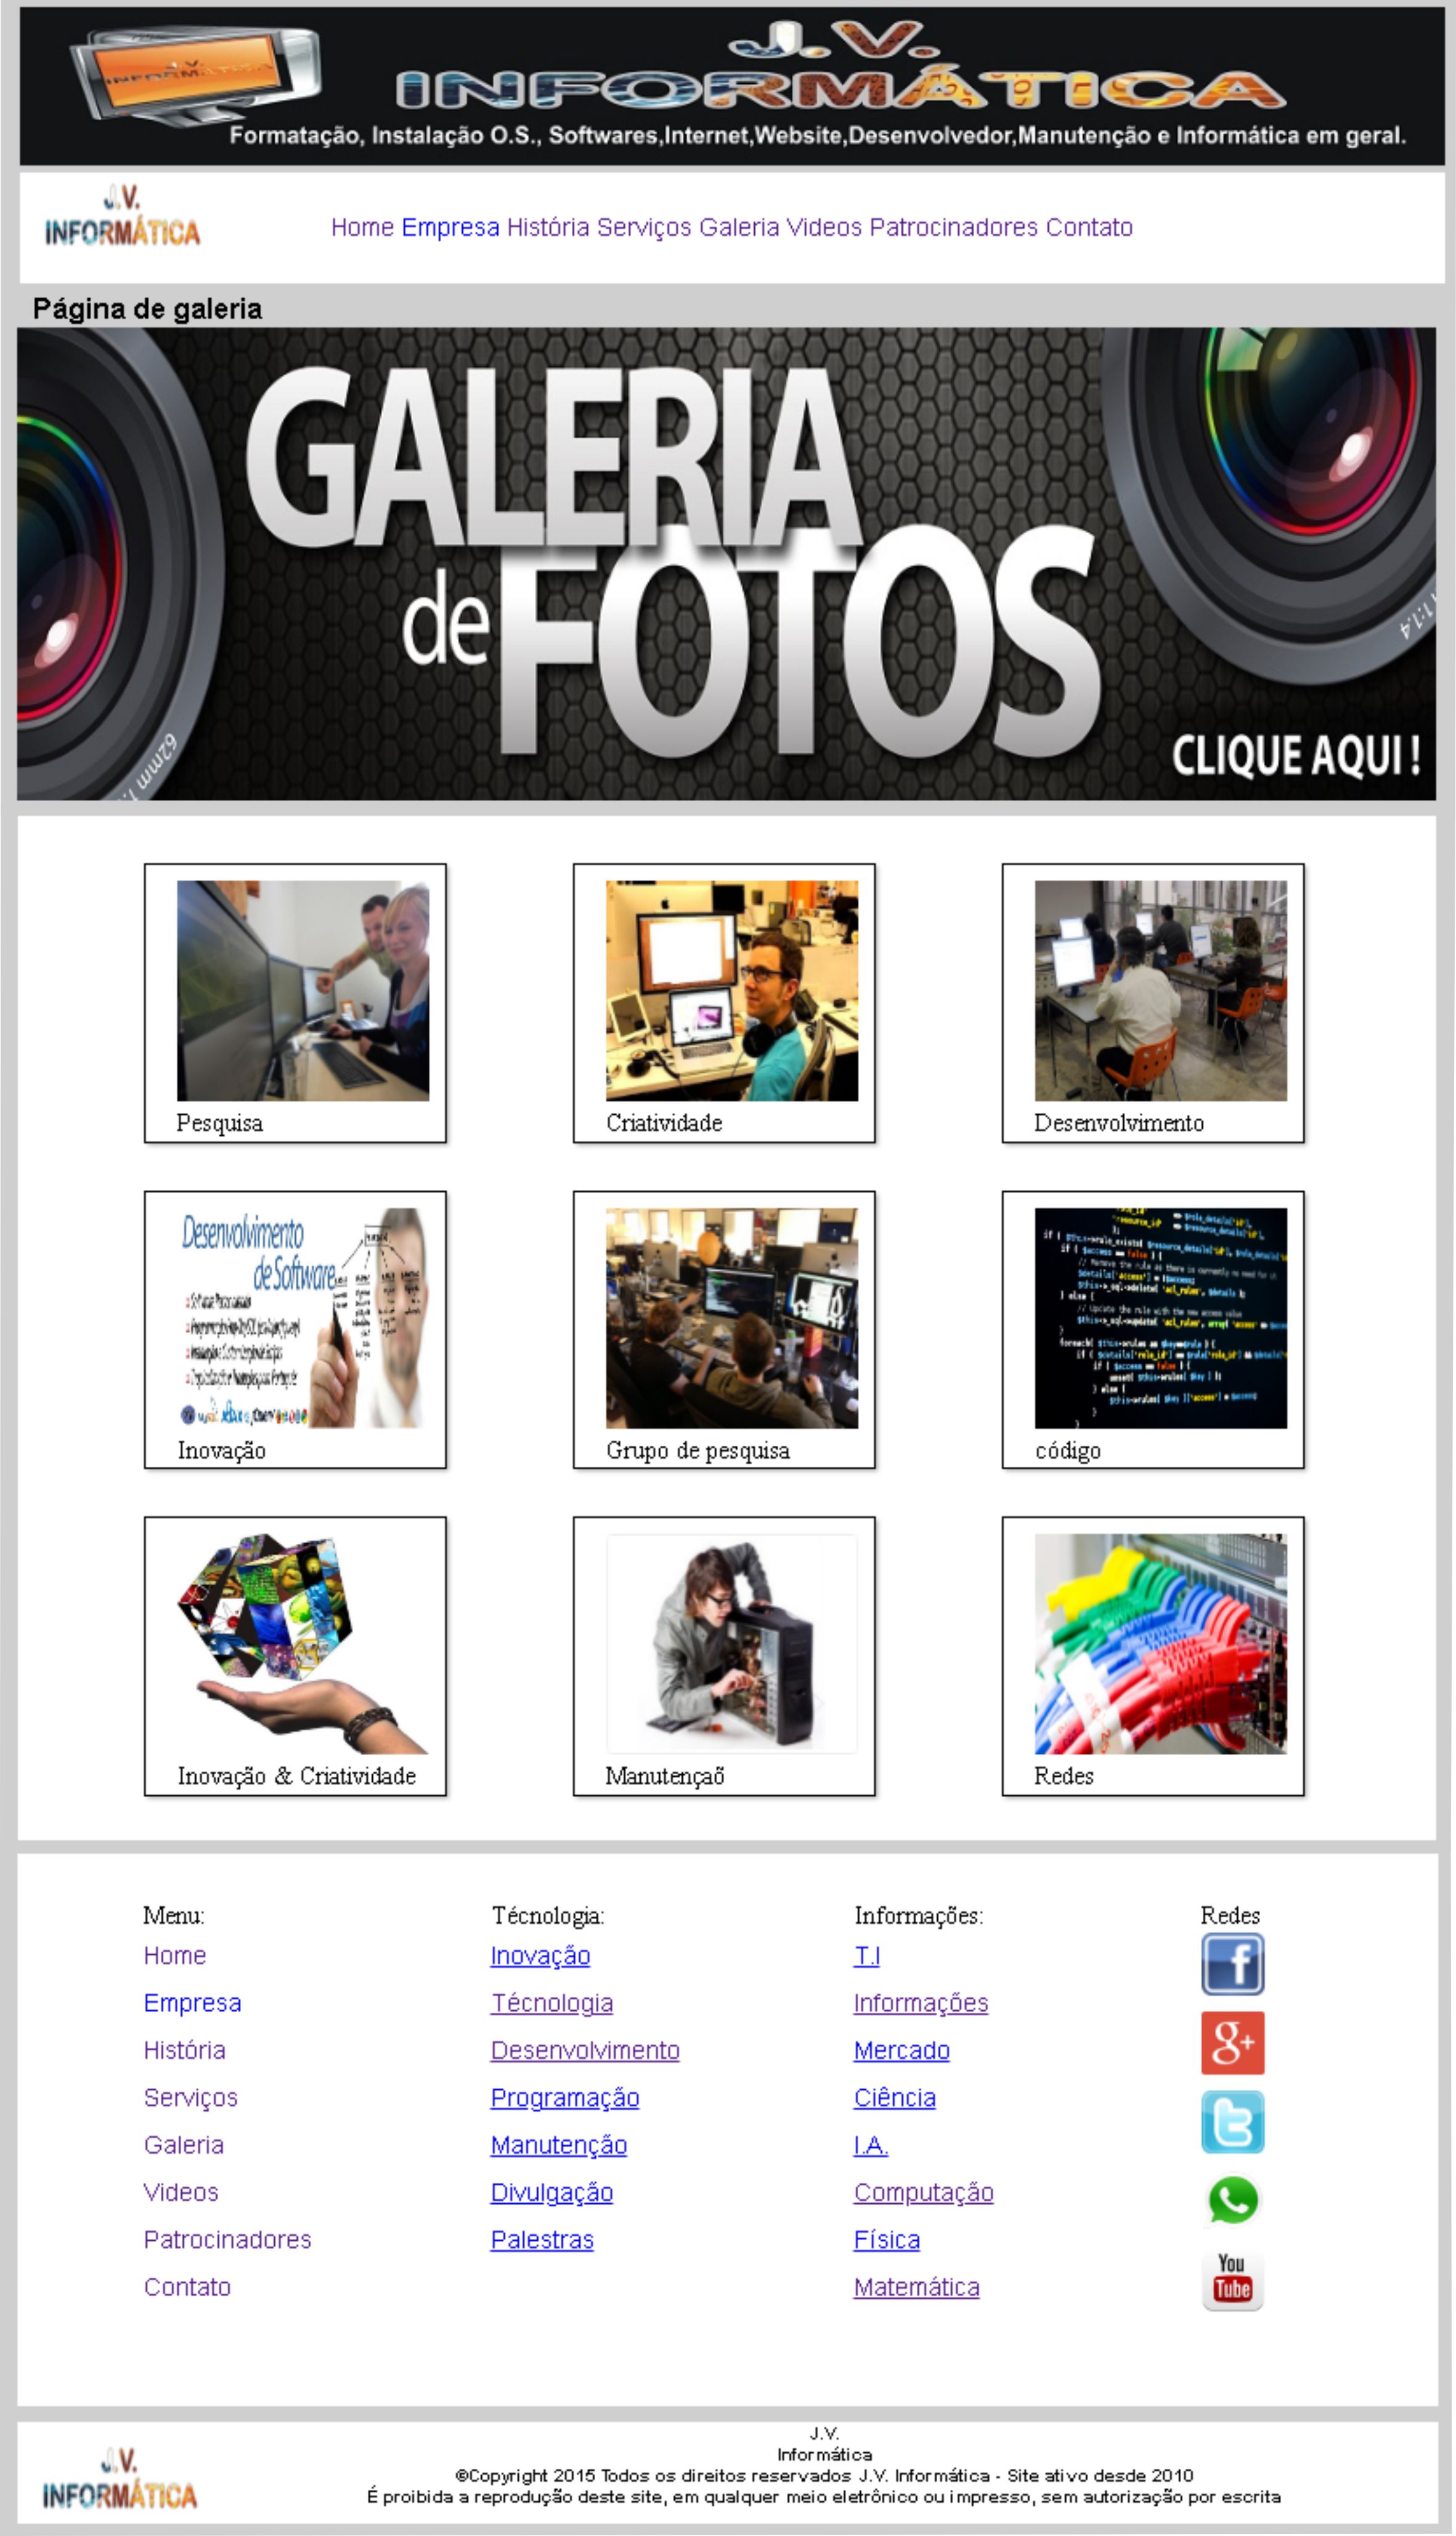 J.V.
INFORMÁTICA
Formatação, Instalação O.S., Softwares,Internet,Website,Desenvolvedor,Manutenção e Informática em geral.
J.V.
INFORMÁTICA
Home Empresa História Serviços Galeria Videos Patrocinadores Contato
Página de galeria
GALERIA
de FOTOS
62mm
1:1.4
CLIQUE AQUI !
Pesquisa
Criatividade
Desenvolvimento
Desenvolvimento
de Software
Inovação
Grupo de pesquisa
código
Inovação & Criatividade
Manutençaõ
Redes
Menu:
Home
Empresa
História
Serviços
Galeria
Videos
Patrocinadores
Contato
Técnologia:
Inovação
Técnologia
Desenvolvimento
Programação
Manutenção
Divulgação
Palestras
Informações:
T.I
Informações
Mercado
Ciência
I.A.
Computação
Física
Matemática
Redes
You
Tube
J.V.
INFORMÁTICA
J.V.
Informática
©Copyright 2015 Todos os direitos reservados J.V. Informática - Site ativo desde 2010
É proibida a reprodução deste site, em qualquer meio eletrônico ou impresso, sem autorização por escrita